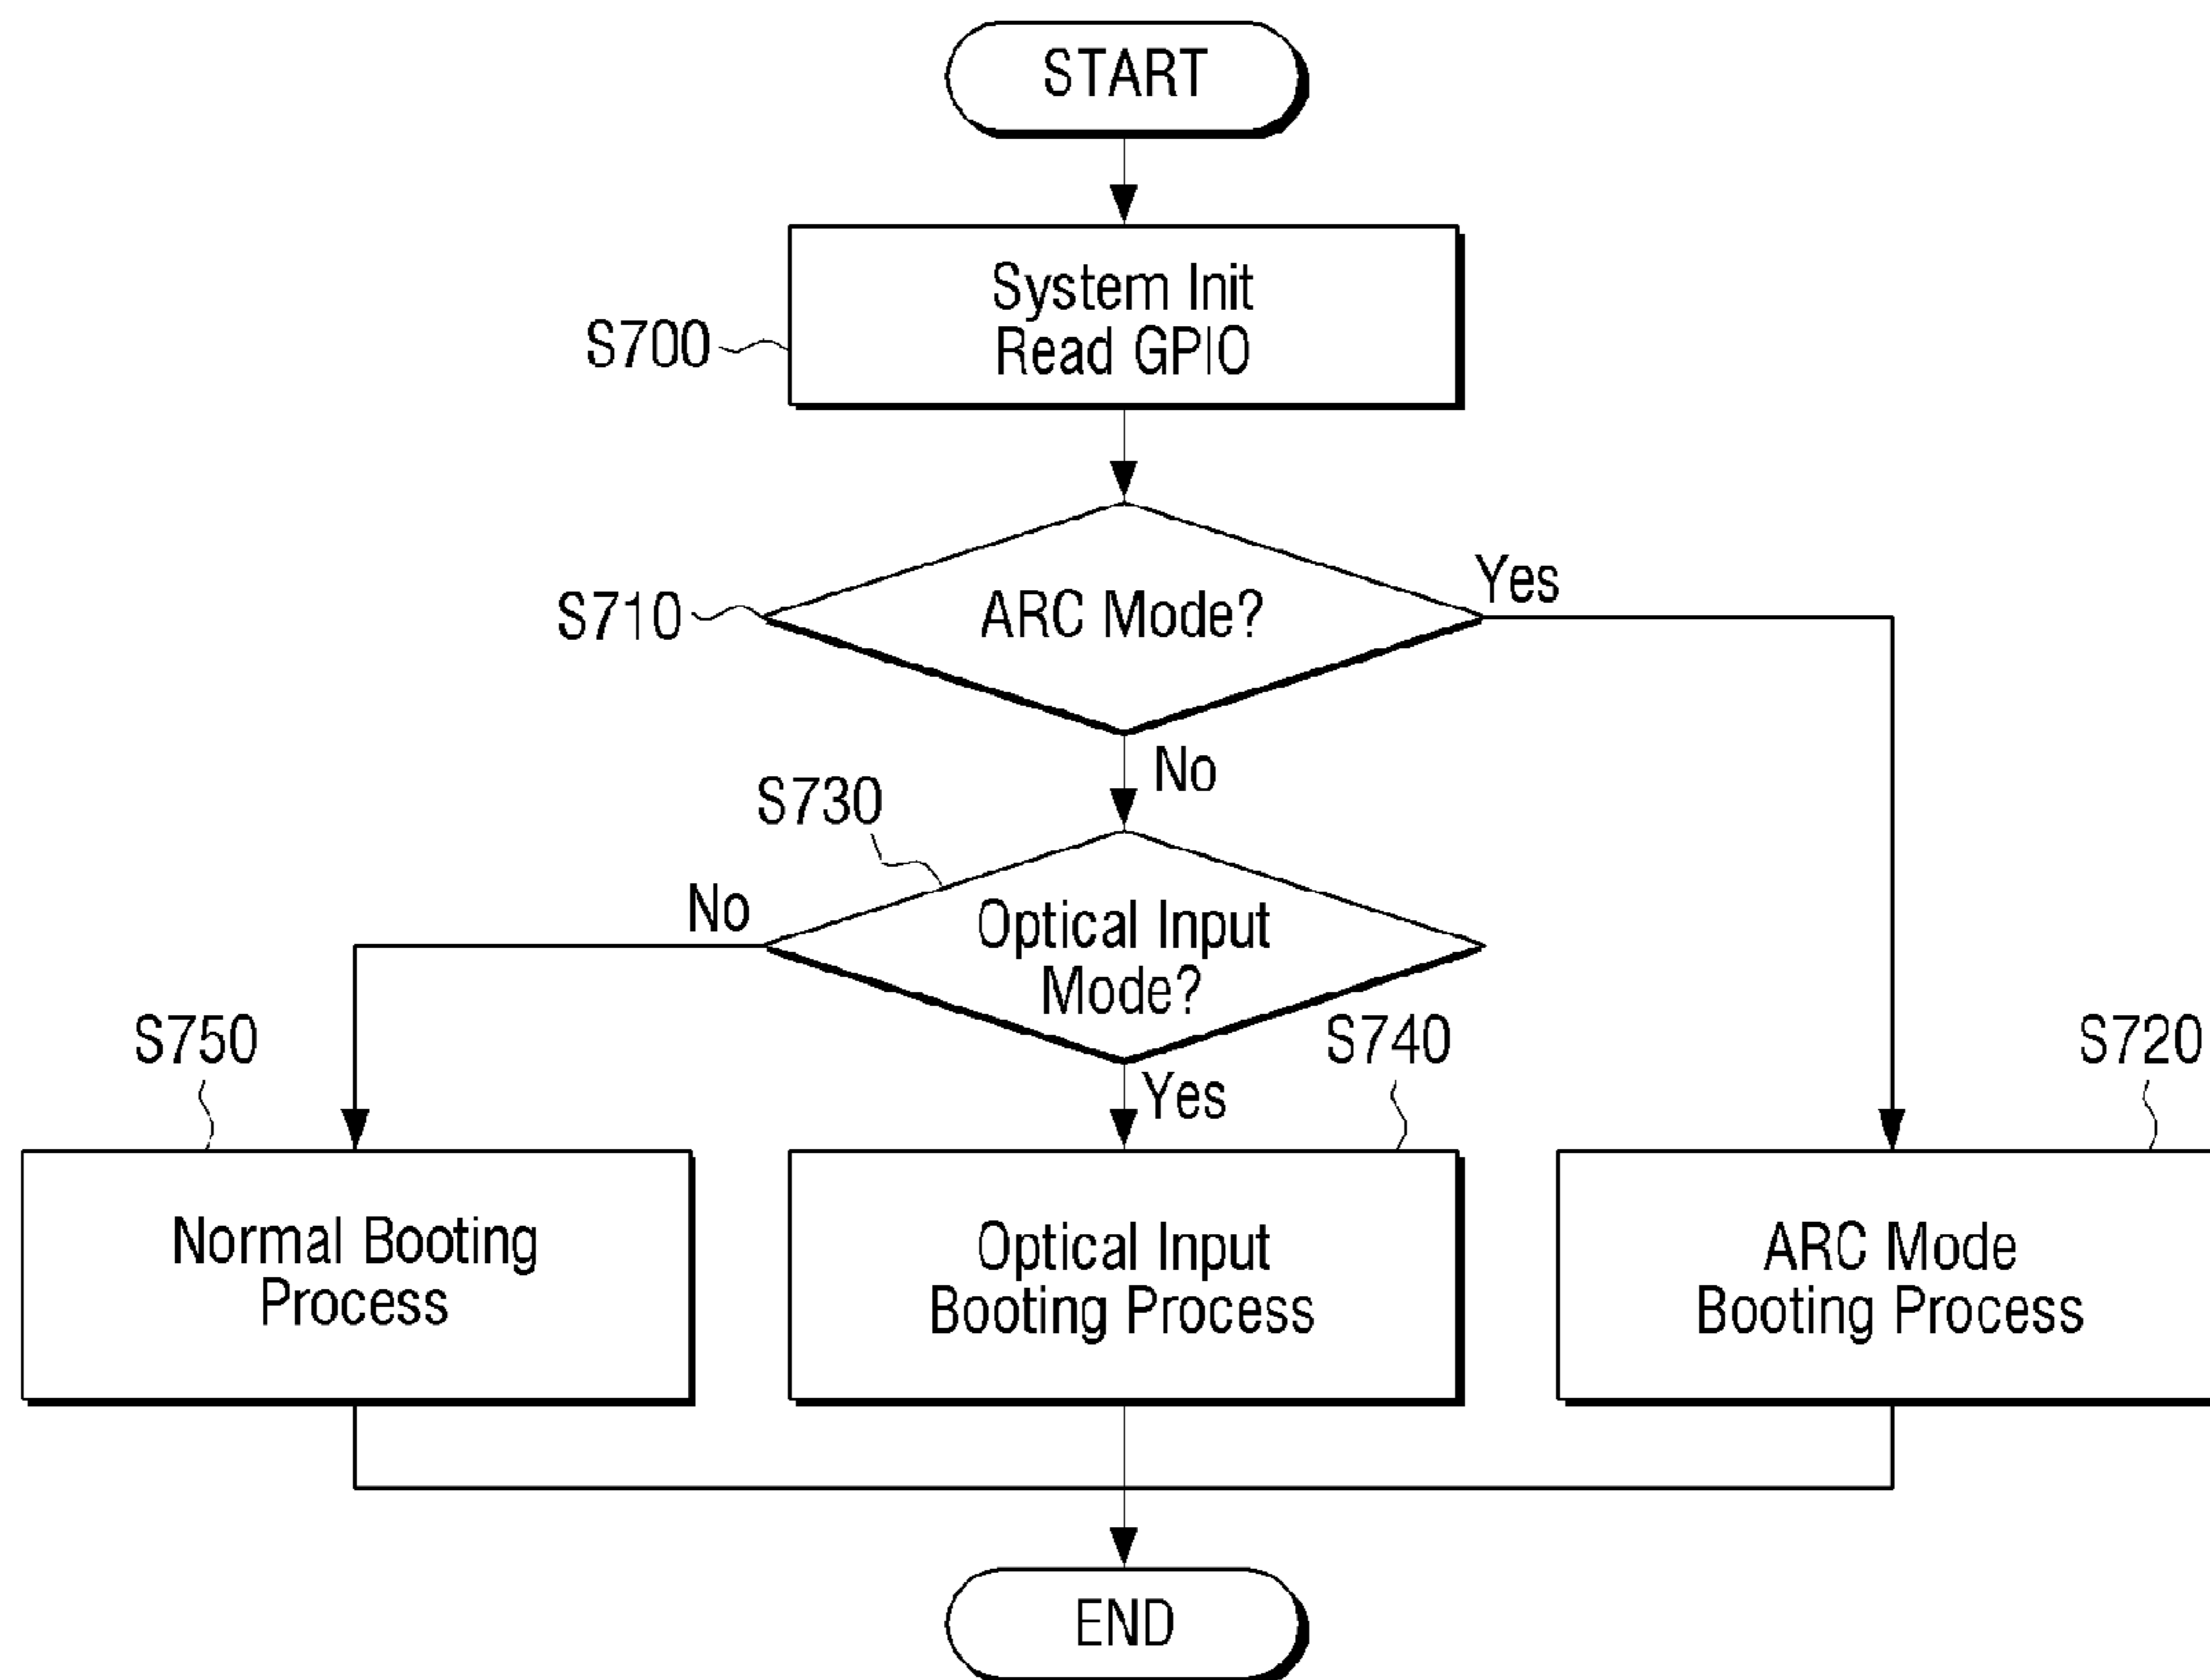 START
System Init
Read GPIO
S700
ARC Mode?
S710
Yes
No
S730
No
Optical Input
Mode?
S750
S740
S720
Yes
Normal Booting
Process
Optical Input
Booting Process
ARC Mode
Booting Process
END